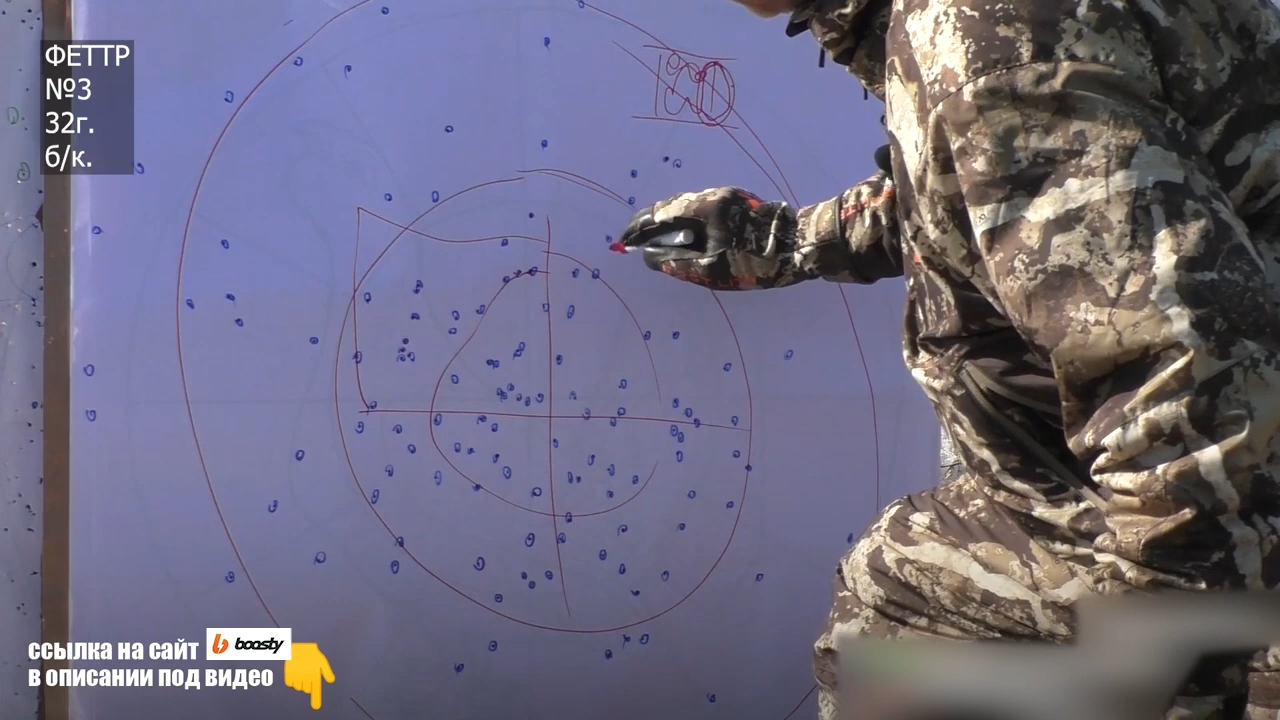 ФЕТТР
№3
32г.
б/к.
ссылка на сайт boosty
в описании под видео